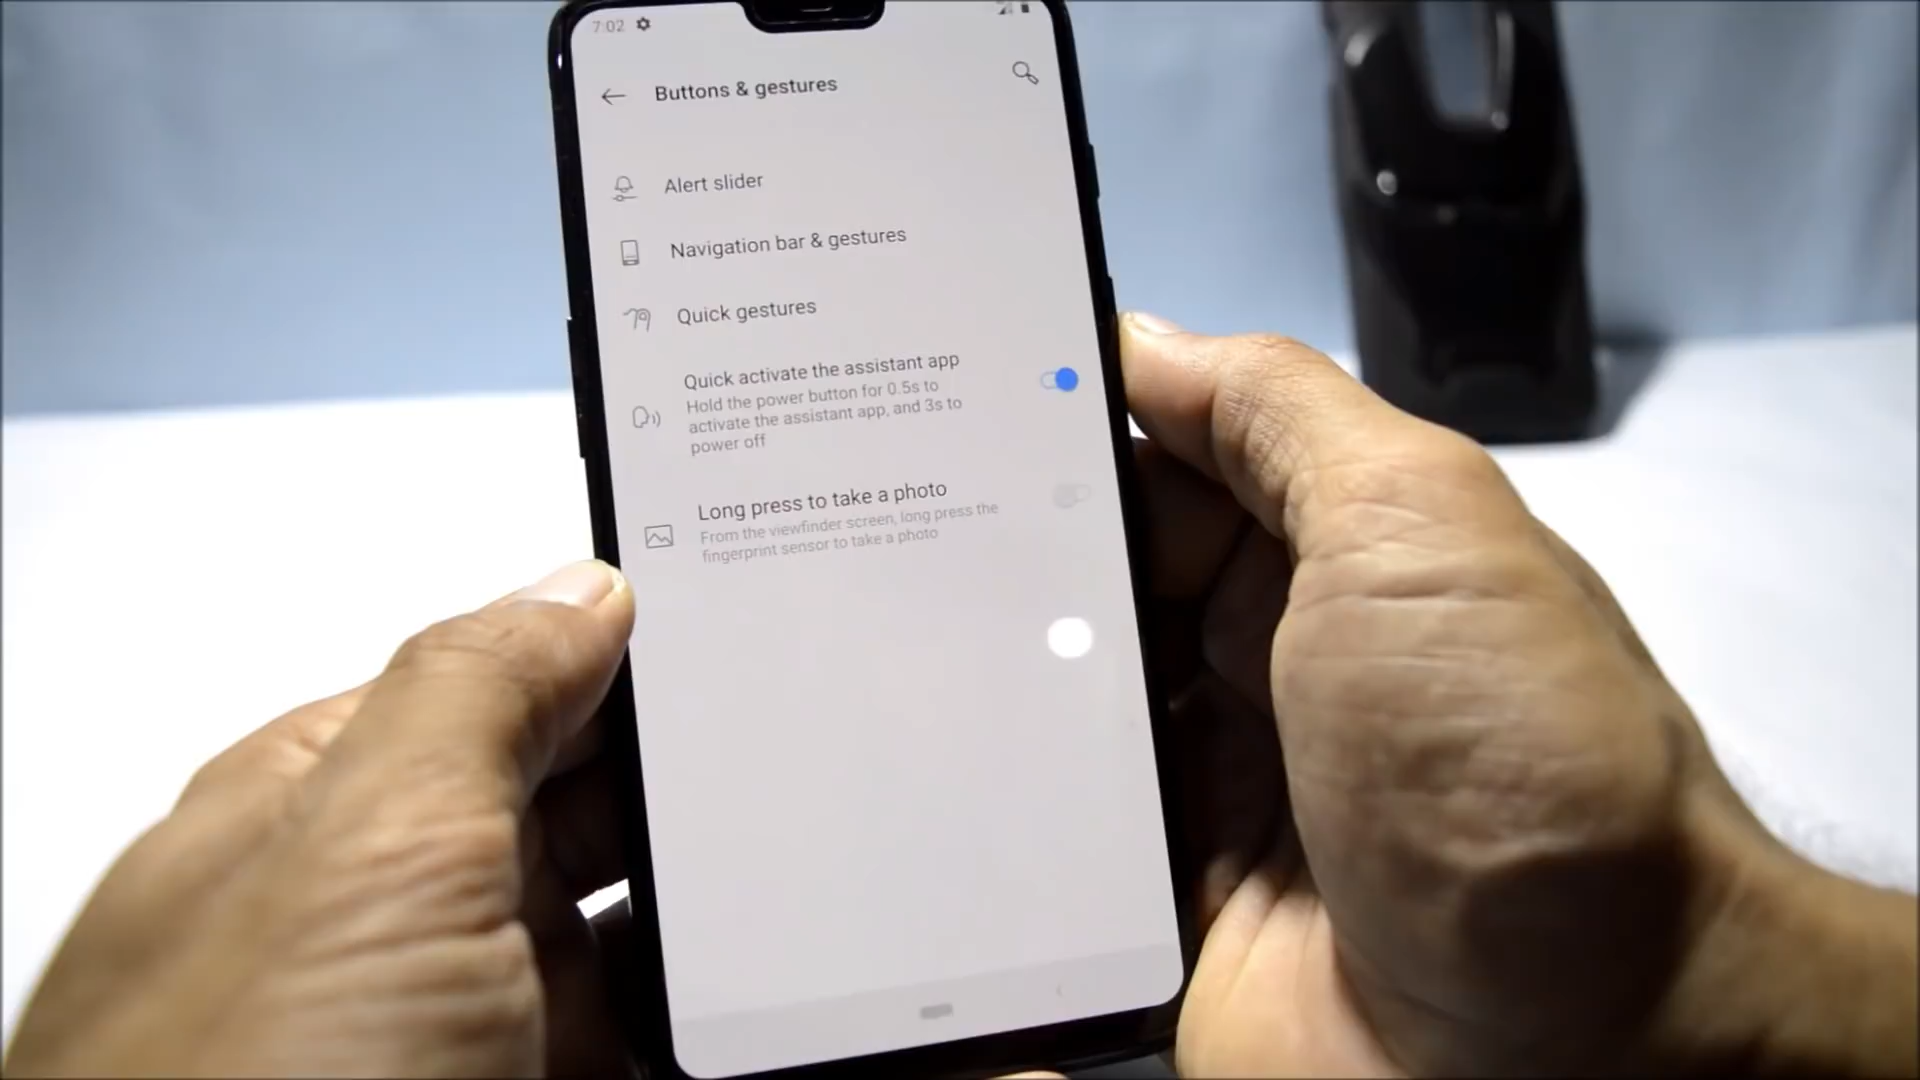 7:02
Buttons & gestures
Alert slider
Navigation bar & gestures
Quick gestures
Quick activate the assistant app
Hold the power button for 0.5s to
activate the assistant app, and 3s to
power off
Long press to take a photo
From the viewfinder screen, long press the
fingerprint sensor to take a photo